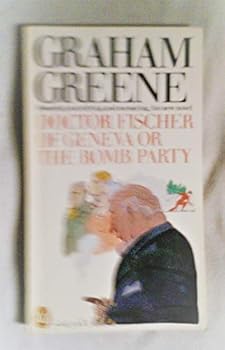 GRAHAM
GREENE
DOCTOR FISCHER
OF GENEVA OR
THE BOMB PARTY